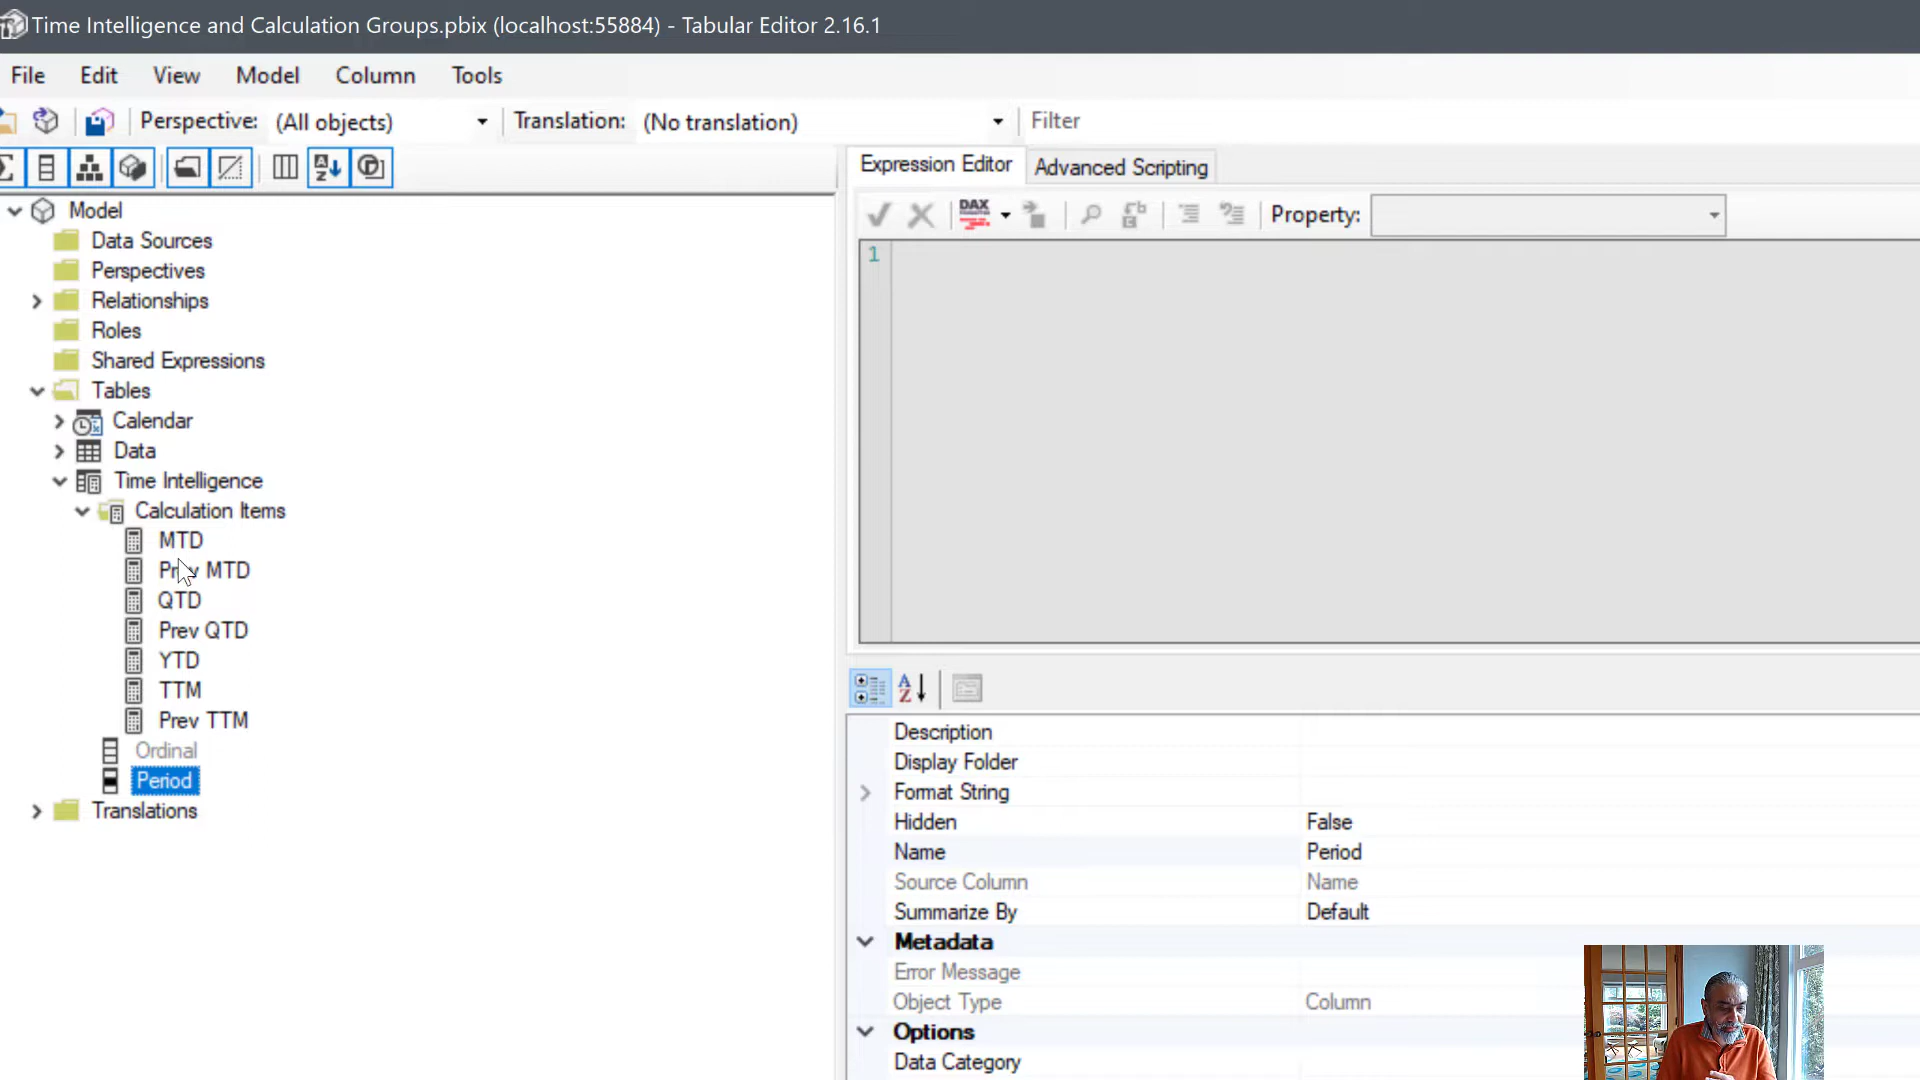 Time Intelligence and Calculation Groups.pbix (localhost:55884) - Tabular Editor 2.16.1
File Edit View Model Column Tools
Perspective: (All objects) Translation: (No translation) Filter
Expression Editor Advanced Scripting
DAX Property:
1
Model
Data Sources
Perspectives
Relationships
Roles
Shared Expressions
Tables
Calendar
Data
Time Intelligence
Calculation Items
MTD
Prev MTD
QTD
Prev QTD
YTD
TTM
Prev TTM
Ordinal
Period
Translations
Description
Display Folder
Format String
Hidden False
Name Period
Source Column Name
Summarize By Default
Metadata
Error Message
Object Type Column
Options
Data Category